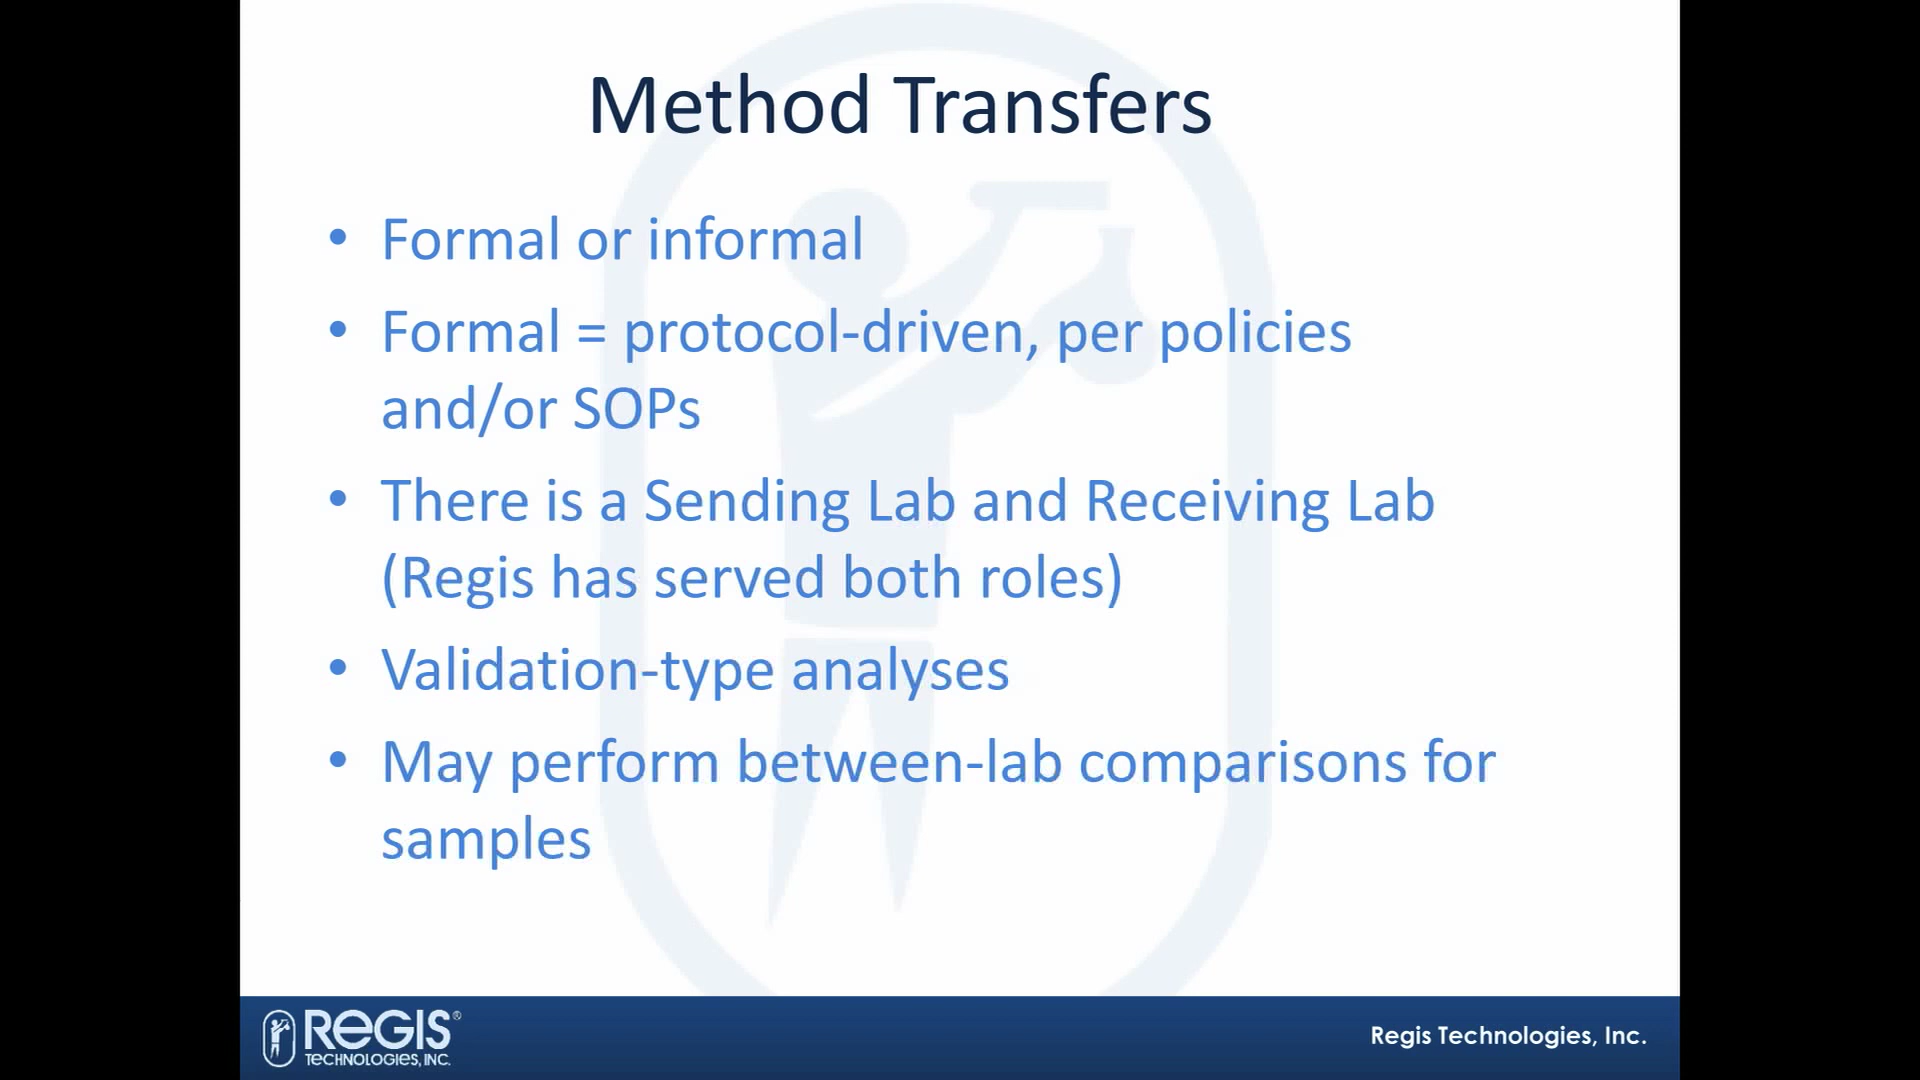 Method Transfers
• Formal or informal
• Formal = protocol-driven, per policies
and/or SOPs
• There is a Sending Lab and Receiving Lab
(Regis has served both roles)
• Validation-type analyses
• May perform between-lab comparisons for
samples
REGIS®
TECHNOLOGIES, INC.
Regis Technologies, Inc.